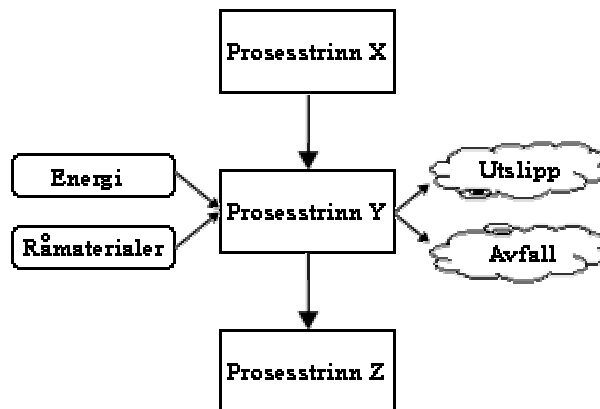 Prosesstrinn X
Energi
Utslipp
Prosesstrinn Y
Råmaterialer
Avfall
Prosesstrinn Z